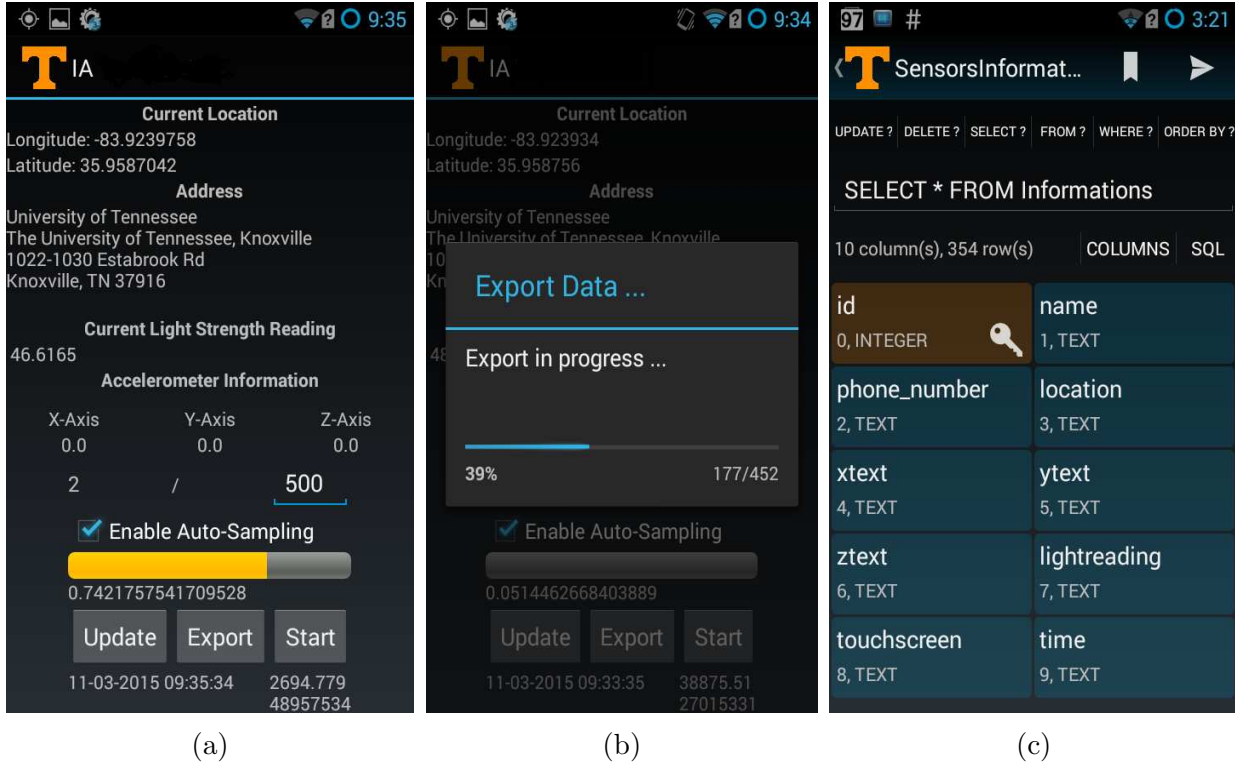 9:35
T IA
Current Location
Longitude: -83.9239758
Latitude: 35.9587042
Address
University of Tennessee
The University of Tennessee, Knoxville
1022-1030 Estabrook Rd
Knoxville, TN 37916
Current Light Strength Reading
46.6165
Accelerometer Information
X-Axis Y-Axis Z-Axis
0.0 0.0 0.0
2 / 500
Enable Auto-Sampling
0.7421757541709528
Update Export Start
11-03-2015 09:35:34 2694.779
48957534
(a)
9:34
T IA
Current Location
Longitude: -83.923934
Latitude: 35.958756
Address
University of Tennessee
The University of Tennessee, Knoxville
10
Kn
48
Export Data ...
Export in progress ...
39% 177/452
Enable Auto-Sampling
0.0514462668403889
Update Export Start
11-03-2015 09:33:35 38875.51
27015331
(b)
97 # 3:21
T SensorsInformat...
UPDATE ? DELETE ? SELECT ? FROM ? WHERE ? ORDER BY ?
SELECT * FROM Informations
10 column(s), 354 row(s) COLUMNS SQL
id name
0, INTEGER 1, TEXT
phone_number location
2, TEXT 3, TEXT
xtext ytext
4, TEXT 5, TEXT
ztext lightreading
6, TEXT 7, TEXT
touchscreen time
8, TEXT 9, TEXT
(c)